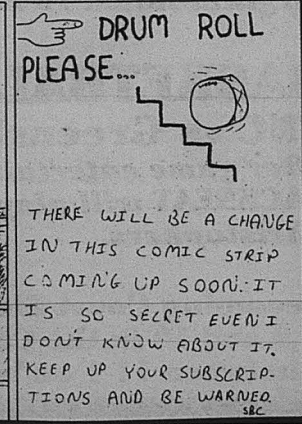 DRUM ROLL
PLEASE...
THERE WILL BE A CHANGE
IN THIS COMIC STRIP
COMING UP SOON. IT
IS SO SECRET EVEN I
DON'T KNOW ABOUT IT.
KEEP UP YOUR SUBSCRIP-
TIONS AND BE WARNED.
SBC